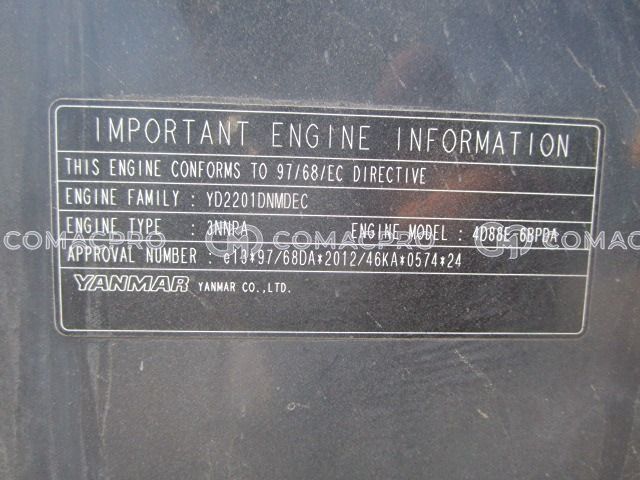 IMPORTANT ENGINE INFORMATION
THIS ENGINE CONFORMS TO 97/68/EC DIRECTIVE
ENGINE FAMILY : YD2201DNMDEC
ENGINE TYPE : 3NNPA ENGINE MODEL : 4D88E-6BPDA
COMACPRO COMACPRO COMACPRO
APPROVAL NUMBER : e13*97/68DA*2012/46KA*0574*24
YANMAR YANMAR CO.,LTD.